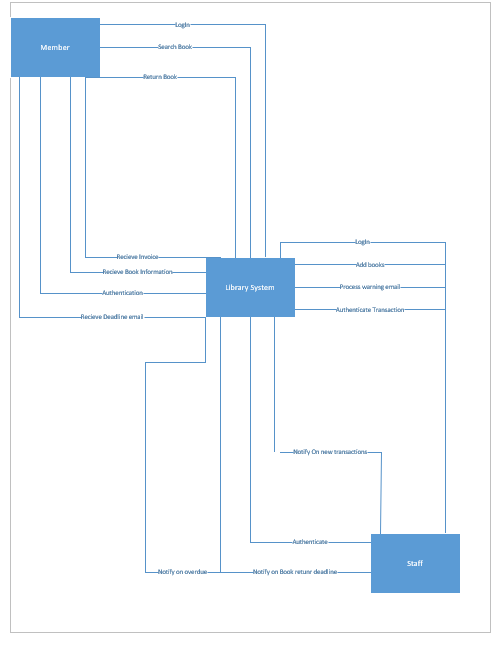 LogIn
Member
Search Book
Return Book
LogIn
Recieve Invoice
Add books
Recieve Book Information
Library System
Process warning email
Authentication
Authenticate Transaction
Recieve Deadline email
Notify On new transactions
Authenticate
Staff
Notify on overdue
Notify on Book retunr deadline